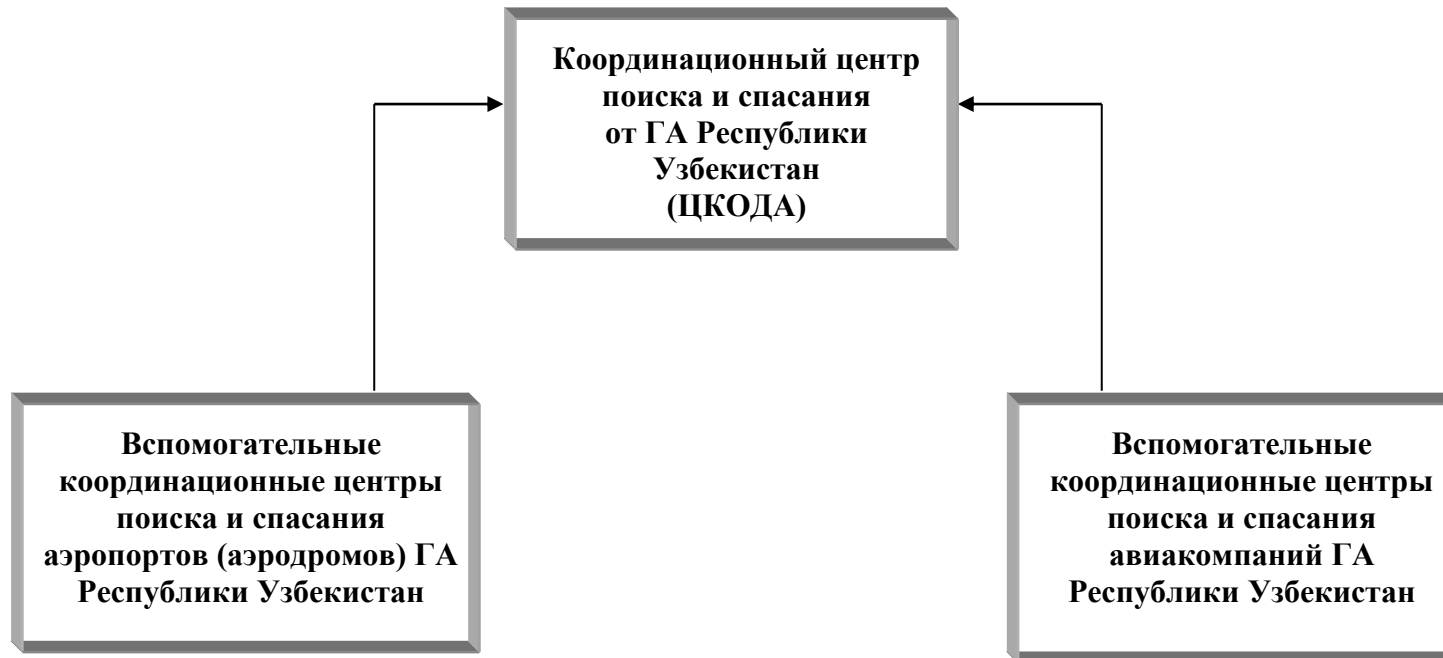 Координационный центр
поиска и спасания
от ГА Республики
Узбекистан
(ЦКОДА)
Вспомогательные
координационные центры
поиска и спасания
аэропортов (аэродромов) ГА
Республики Узбекистан
Вспомогательные
координационные центры
поиска и спасания
авиакомпаний ГА
Республики Узбекистан